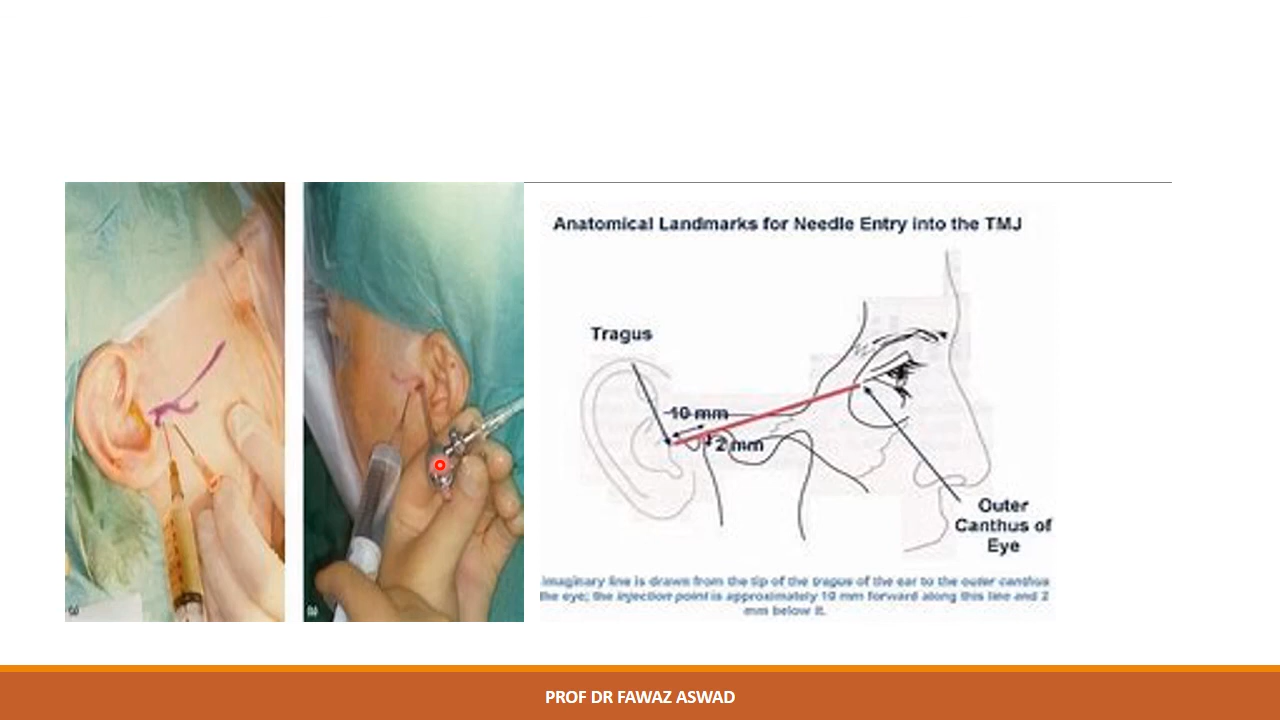 Anatomical Landmarks for Needle Entry into the TMJ
Tragus
10 mm
2 mm
Outer
Canthus of
Eye
Imaginary line is drawn from the tip of the tragus of the ear to the outer canthus
the eye; the injection point is approximately 10 mm forward along this line and 2
mm below it.
(a)
(b)
PROF DR FAWAZ ASWAD